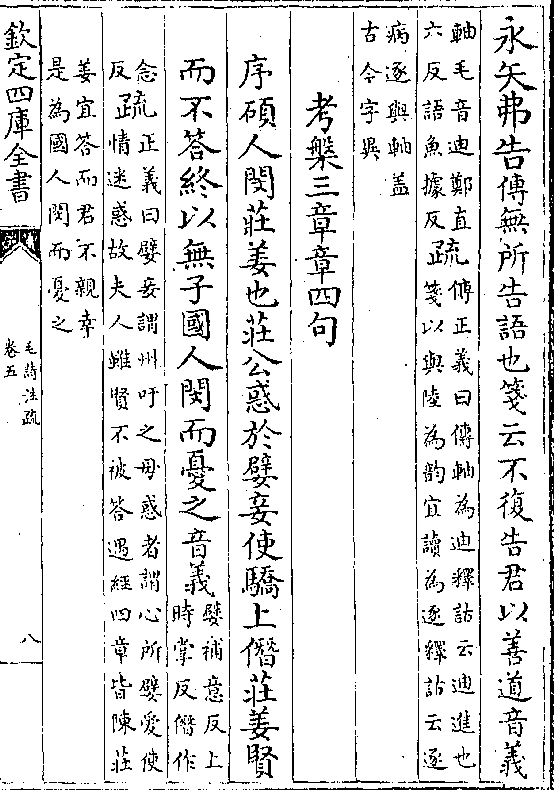 永矢弗告傳無所告語也箋云不復告君以善道音義
軸毛音迪鄭直
六反語魚據反
疏
傳正義曰傳軸為迪釋詁云迪進也
箋以與陸為韵宜讀為逐釋詁云逐
病逐與軸蓋
古今字異
考槃三章章四句
序碩人閔莊姜也莊公惑於嬖妾使驕上僭莊姜賢
而不答終以無子國人閔而憂之音義
嬖補意反上
時掌反僭作
念反
疏
正義曰嬖妾謂州吁之母惑者謂心所嬖愛使
情迷惑故夫人雖賢不被答遇經四章皆陳莊
姜宜答而君不親幸
是為國人閔而憂之
欽定四庫全書
毛詩注疏
卷五
八